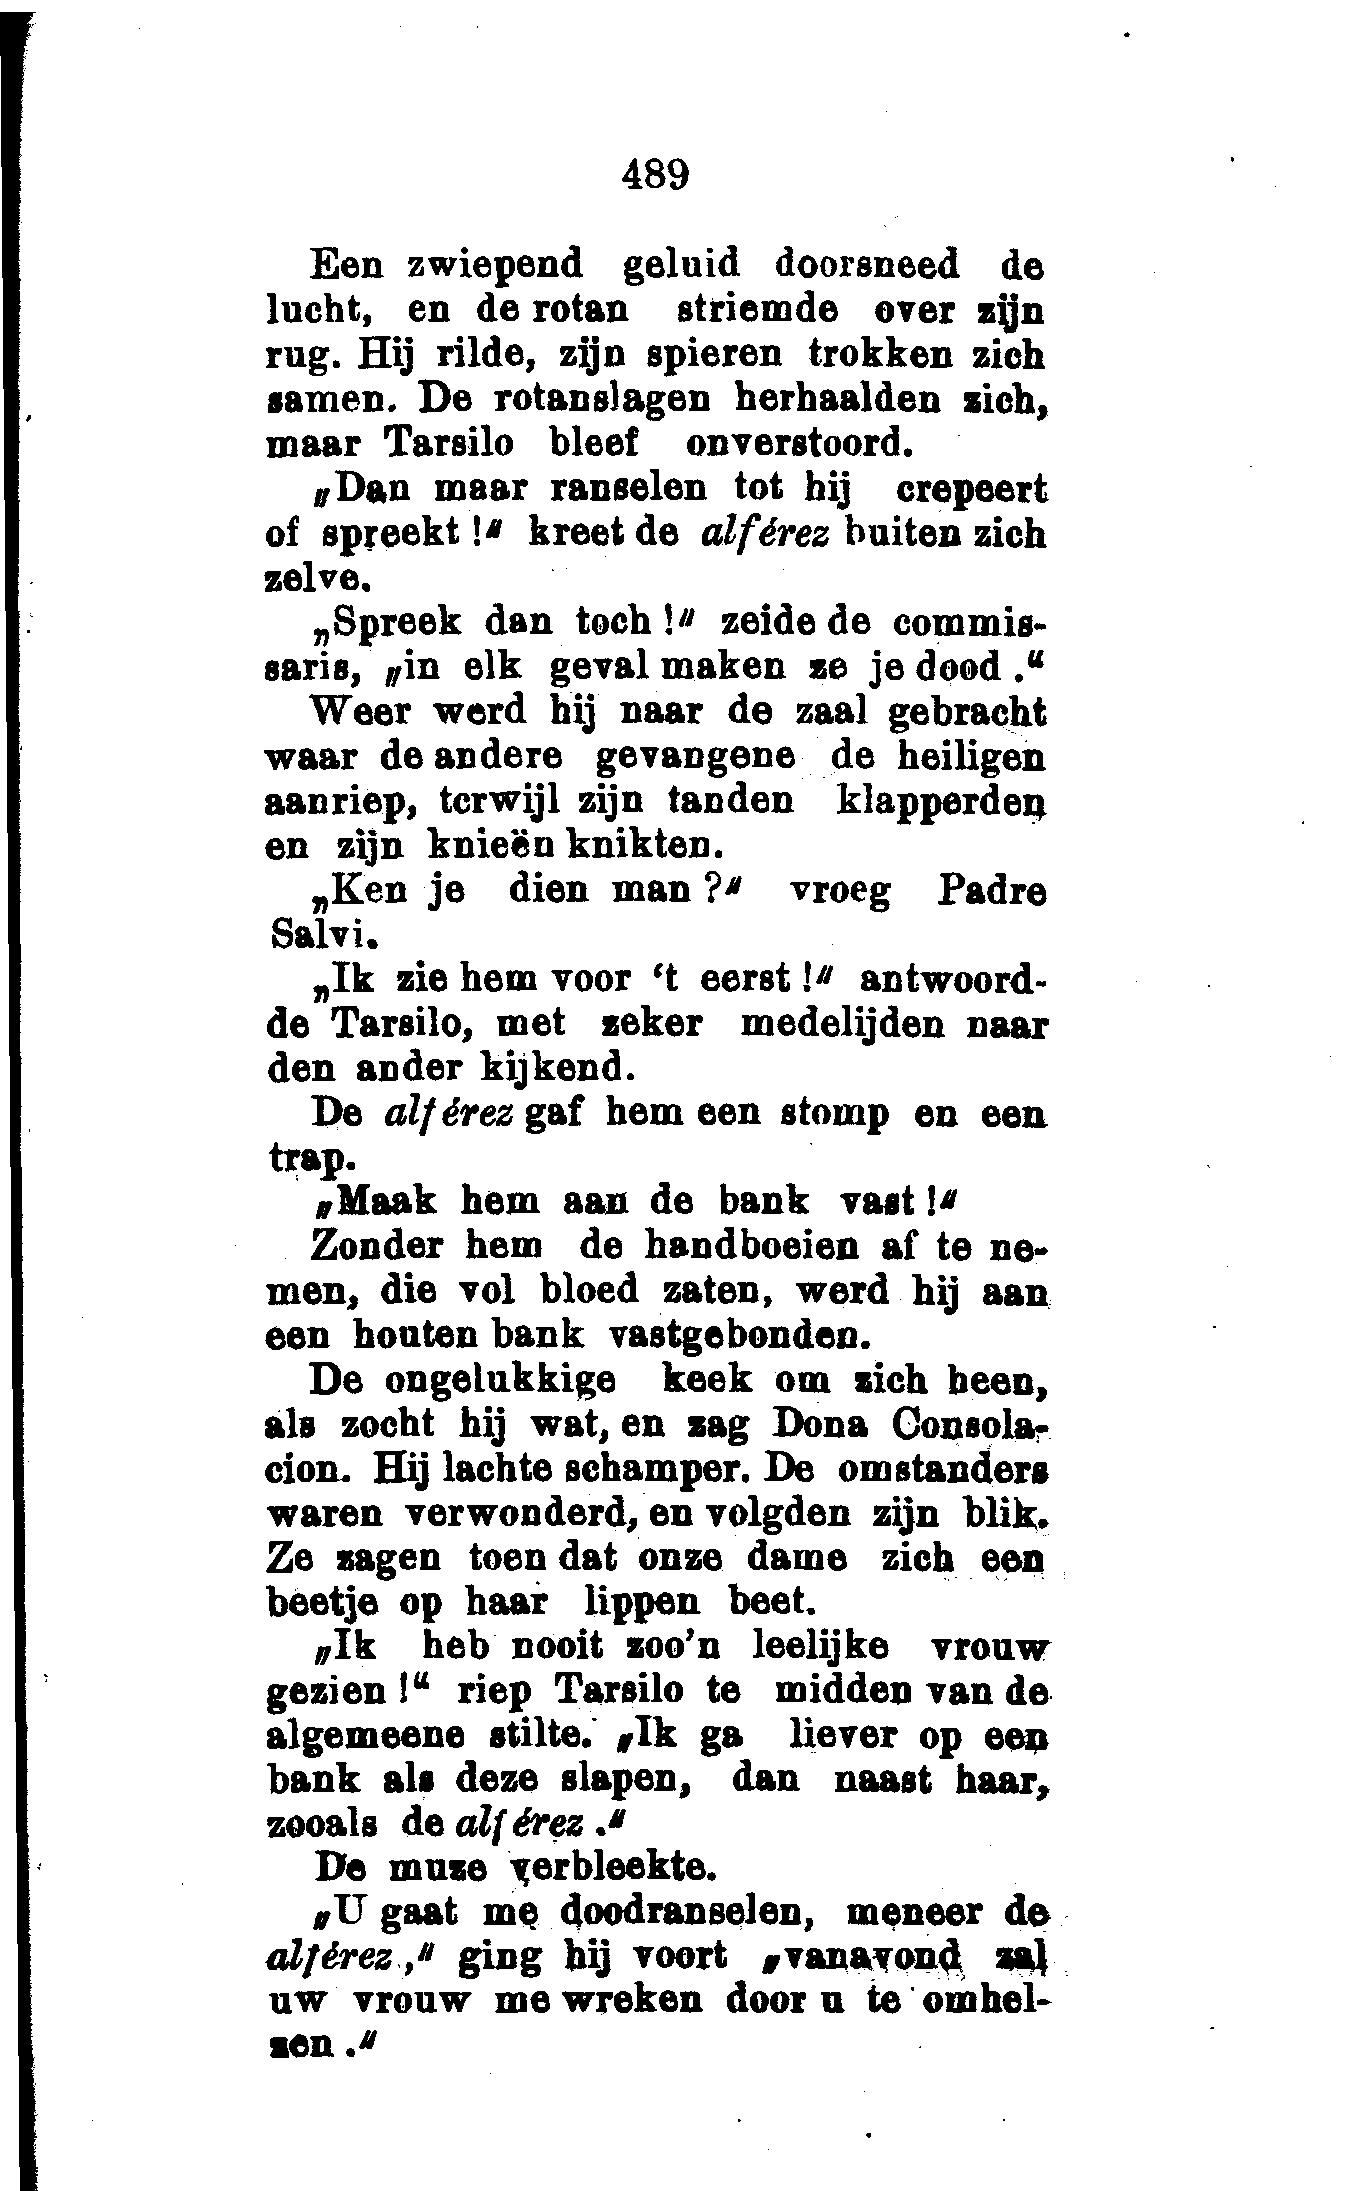 489
Een zwiepend geluid doorsneed de
lucht, en de rotan striemde over zijn
rug. Hij rilde, zijn spieren trokken zich
samen. De rotanslagen herhaalden zich,
maar Tarsilo bleef onverstoord.
„Dan maar ranselen tot hij crepeert
of spreekt !“ kreet de alférez buiten zich
zelve.
„Spreek dan toch !“ zeide de commis-
saris, „in elk geval maken ze je dood .“
Weer werd hij naar de zaal gebracht
waar de andere gevangene de heiligen
aanriep, tcrwijl zijn tanden klapperden
en zijn knieën knikten.
„Ken je dien man ?“ vroeg Padre
Salvi.
„Ik zie hem voor ‘t eerst !“ antwoord-
de Tarsilo, met zeker medelijden naar
den ander kijkend.
De alférez gaf hem een stomp en een
trap.
„Maak hem aan de bank vast !“
Zonder hem de handboeien af te ne-
men, die vol bloed zaten, werd hij aan
een houten bank vastgebonden.
De ongelukkige keek om zich heen,
als zocht hij wat, en zag Dona Consola-
cion. Hij lachte schamper. De omstanders
waren verwonderd, en volgden zijn blik.
Ze zagen toen dat onze dame zich een
beetje op haar lippen beet.
„Ik heb nooit zoo’n leelijke vrouw
gezien !“ riep Tarsilo te midden van de
algemeene stilte. „Ik ga liever op een
bank als deze slapen, dan naast haar,
zooals de alférez .“
De muze verbleekte.
„U gaat me doodranselen, meneer de
alférez ,“ ging hij voort „vanavond zal
uw vrouw me wreken door u te omhel-
zen .“